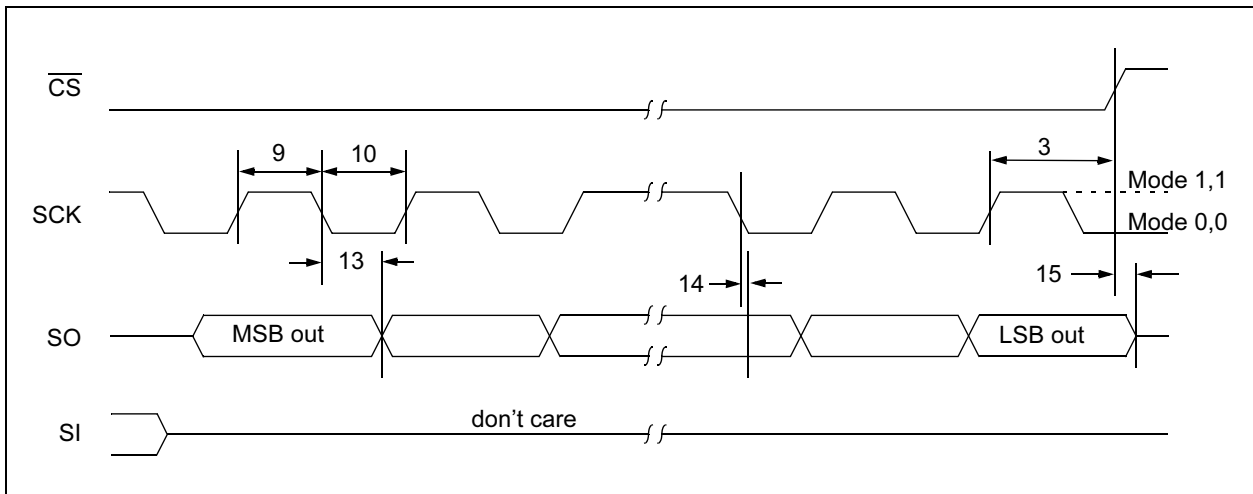 C̅S̅
9
10
3
Mode 1,1
SCK
Mode 0,0
13
14
15
SO
MSB out
LSB out
don't care
SI